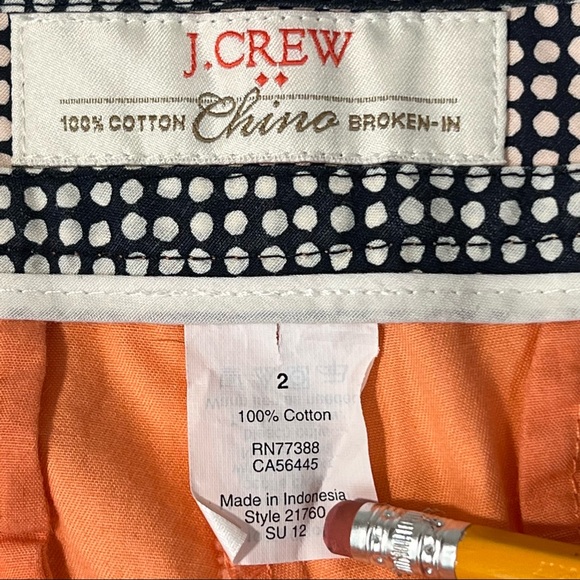 J.CREW
100% COTTON Chino BROKEN-IN
2
100% Cotton
RN77388
CA56445
Made in Indonesia
Style 21760
SU 12